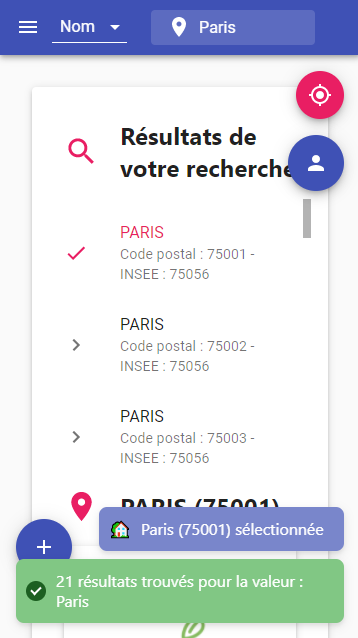 Nom
Paris
Résultats de
votre recherche
PARIS
Code postal : 75001 -
INSEE : 75056
PARIS
Code postal : 75002 -
INSEE : 75056
PARIS
Code postal : 75003 -
INSEE : 75056
PARIS (75001)
Paris (75001) sélectionnée
21 résultats trouvés pour la valeur :
Paris